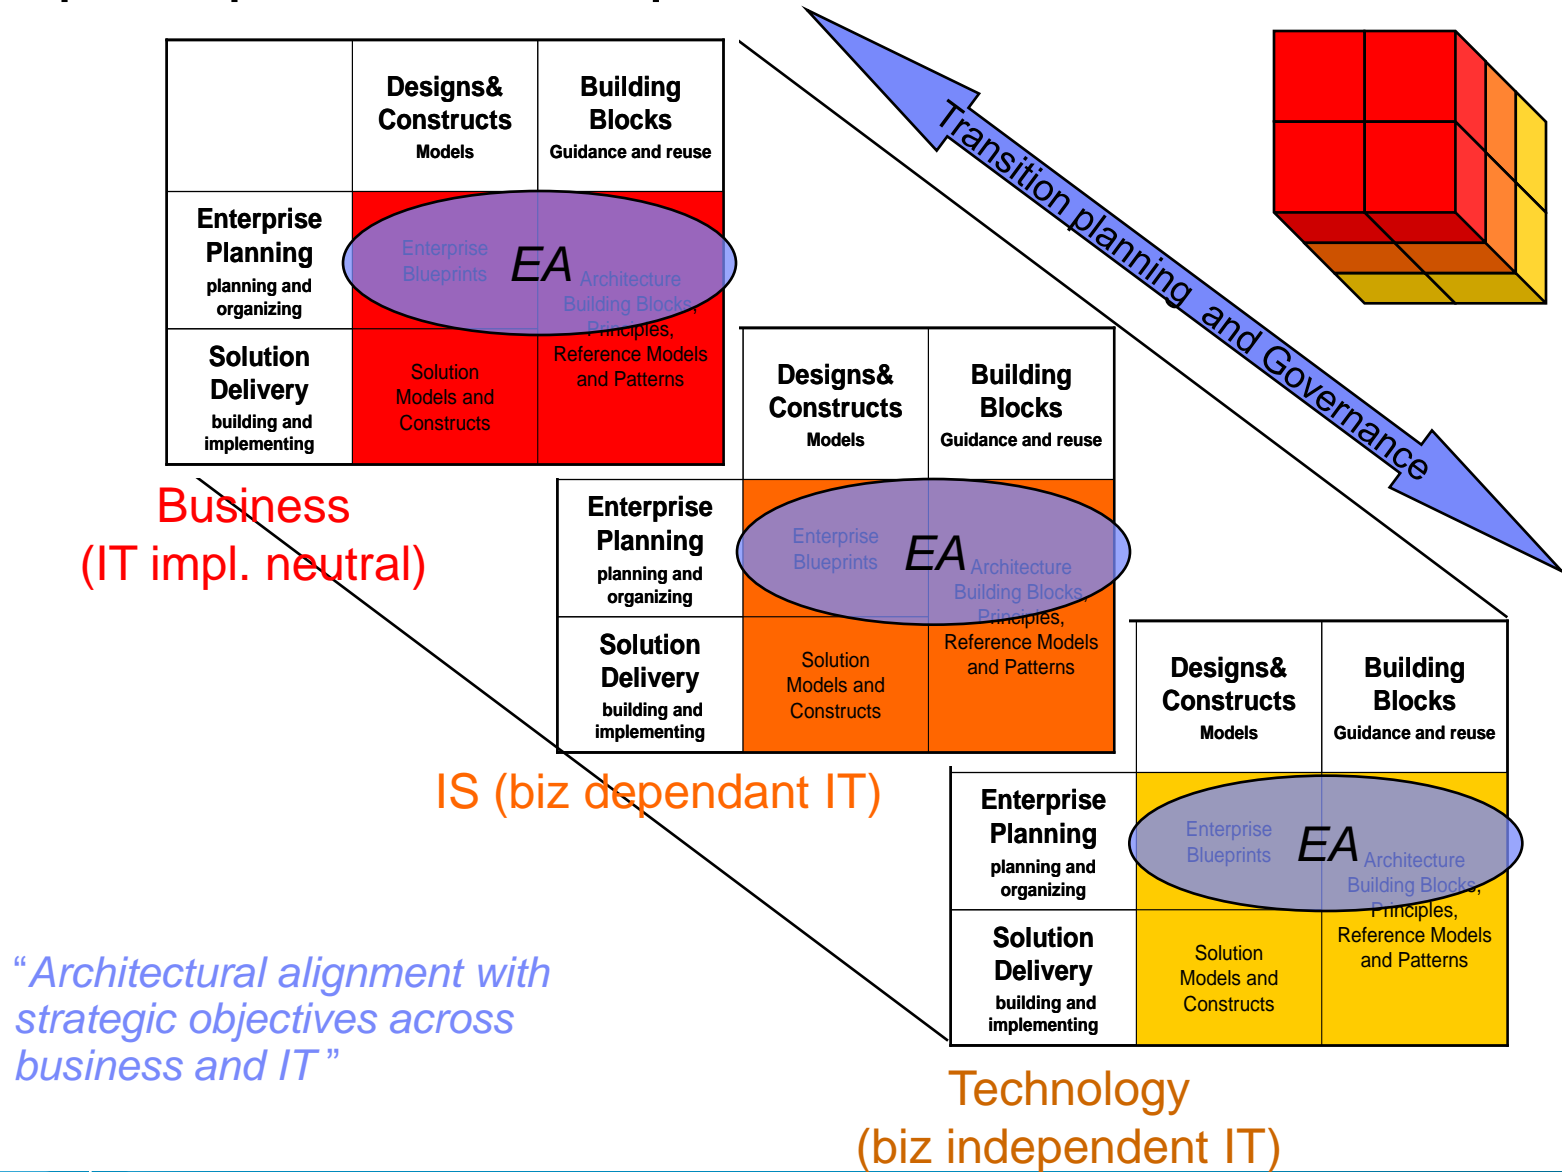 Designs&
Constructs
Models
Building
Blocks
Guidance and reuse
Enterprise
Planning
planning and
organizing
Enterprise
Blueprints
EA
Architecture
Building Blocks,
Principles,
Reference Models
and Patterns
Solution
Delivery
building and
implementing
Solution
Models and
Constructs
Business
(IT impl. neutral)
Transition planning and Governance
Designs&
Constructs
Models
Building
Blocks
Guidance and reuse
Enterprise
Planning
planning and
organizing
Enterprise
Blueprints
EA
Architecture
Building Blocks,
Principles,
Reference Models
and Patterns
Solution
Delivery
building and
implementing
Solution
Models and
Constructs
IS (biz dependant IT)
Designs&
Constructs
Models
Building
Blocks
Guidance and reuse
Enterprise
Planning
planning and
organizing
Enterprise
Blueprints
EA
Architecture
Building Blocks,
Principles,
Reference Models
and Patterns
Solution
Delivery
building and
implementing
Solution
Models and
Constructs
Technology
(biz independent IT)
“Architectural alignment with
strategic objectives across
business and IT ”